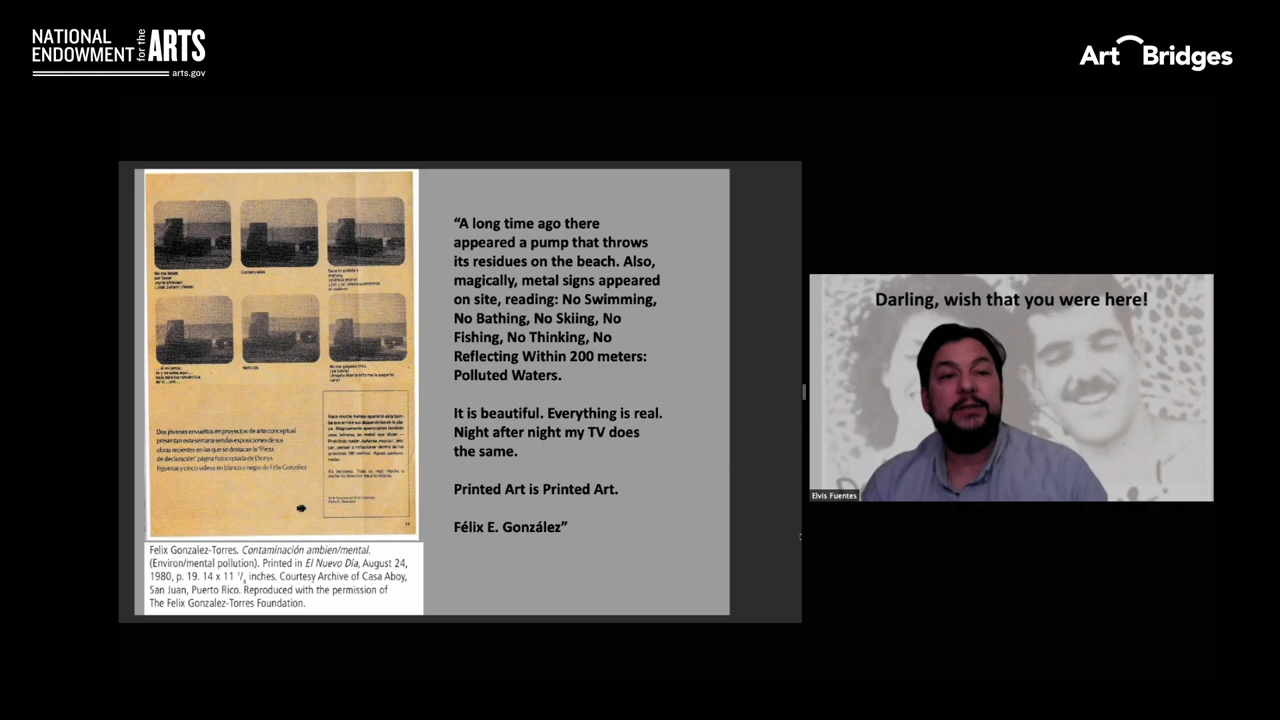 NATIONAL
ENDOWMENT
for the
ARTS
arts.gov
Art Bridges
Comerciales
Noticias
Dos jóvenes envueltos en proyectos de arte conceptual
presentan esta semana sendas exposiciones de sus
obras recientes en las que se destacan la "Pieza
de declaración" página fotocopiada de Dionys
Figueroa y cinco videos en blanco y negro de Félix González
Felix Gonzalez-Torres. Contaminación ambien/mental.
(Environ/mental pollution). Printed in El Nuevo Día, August 24,
1980, p. 19. 14 x 11 1/4 inches. Courtesy Archive of Casa Aboy,
San Juan, Puerto Rico. Reproduced with the permission of
The Felix Gonzalez-Torres Foundation.
“A long time ago there
appeared a pump that throws
its residues on the beach. Also,
magically, metal signs appeared
on site, reading: No Swimming,
No Bathing, No Skiing, No
Fishing, No Thinking, No
Reflecting Within 200 meters:
Polluted Waters.
It is beautiful. Everything is real.
Night after night my TV does
the same.
Printed Art is Printed Art.
Félix E. González”
Darling, wish that you were here!
Elvis Fuentes